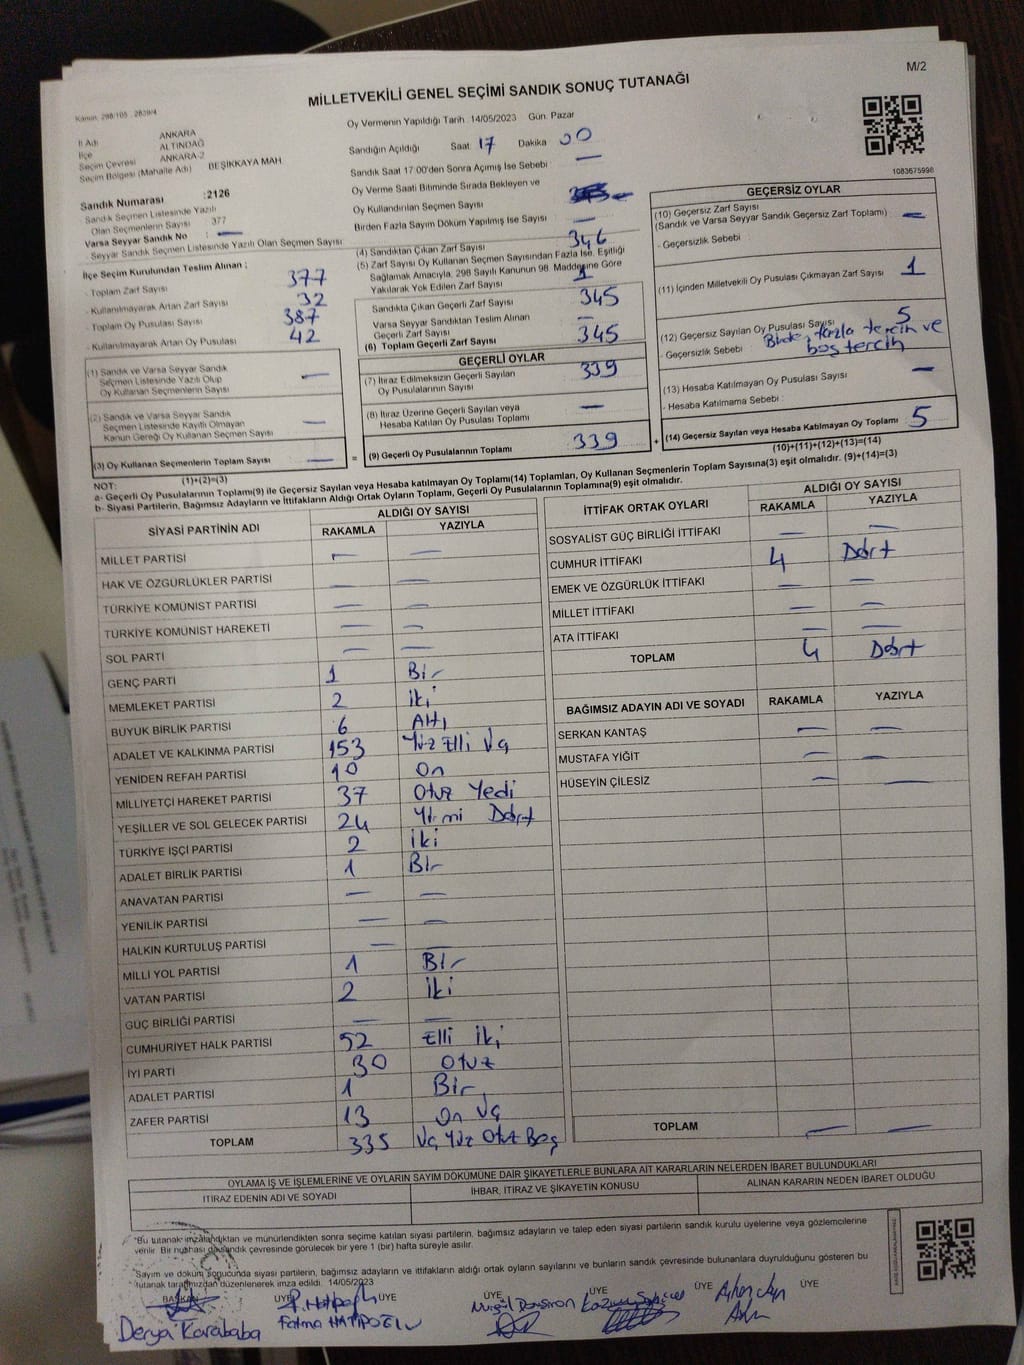 M/2
MİLLETVEKİLİ GENEL SEÇİMİ SANDIK SONUÇ TUTANAĞI
Kanun: 298/105 - 2839/4
İl Adı ANKARA
İlçe ALTINDAĞ
Seçim Çevresi ANKARA-2
Seçim Bölgesi (Mahalle Adı) BEŞİKKAYA MAH
Sandık Numarası :2126
Sandık Seçmen Listesinde Yazılı
Olan Seçmenlerin Sayısı 377
Varsa Seyyar Sandık No : —
- Seyyar Sandık Seçmen Listesinde Yazılı Olan Seçmen Sayısı
İlçe Seçim Kurulundan Teslim Alınan ;
- Toplam Zarf Sayısı 377
- Kullanılmayarak Artan Zarf Sayısı 32
- Toplam Oy Pusulası Sayısı 387
- Kullanılmayarak Artan Oy Pusulası 42
(1) Sandık ve Varsa Seyyar Sandık
Seçmen Listesinde Yazılı Olup
Oy Kullanan Seçmenlerin Sayısı —
(2) Sandık ve Varsa Seyyar Sandık
Seçmen Listesinde Kayıtlı Olmayan
Kanun Gereği Oy Kullanan Seçmen Sayısı —
(3) Oy Kullanan Seçmenlerin Toplam Sayısı —
(1)+(2)=(3)
Oy Vermenin Yapıldığı Tarih 14/05/2023 Gün: Pazar
Sandığın Açıldığı Saat 17 Dakika 00
Sandık Saat 17:00'den Sonra Açımış İse Sebebi —
Oy Verme Saati Bitiminde Sırada Bekleyen ve
Oy Kullandırılan Seçmen Sayısı —
Birden Fazla Sayım Döküm Yapılmış İse Sayısı —
(4) Sandıktan Çıkan Zarf Sayısı 346
(5) Zarf Sayısı Oy Kullanan Seçmen Sayısından Fazla İse, Eşitliği
Sağlamak Amacıyla, 298 Sayılı Kanunun 98. Maddesine Göre
Yakılarak Yok Edilen Zarf Sayısı 1
Sandıkta Çıkan Geçerli Zarf Sayısı 345
Varsa Seyyar Sandıktan Teslim Alınan
Geçerli Zarf Sayısı —
(6) Toplam Geçerli Zarf Sayısı 345
GEÇERLİ OYLAR
(7) İtiraz Edilmeksizin Geçerli Sayılan
Oy Pusulalarının Sayısı 339
(8) İtiraz Üzerine Geçerli Sayılan veya
Hesaba Katılan Oy Pusulası Toplamı —
= (9) Geçerli Oy Pusulalarının Toplamı 339 +
1083675996
GEÇERSİZ OYLAR
(10) Geçersiz Zarf Sayısı
(Sandık ve Varsa Seyyar Sandık Geçersiz Zarf Toplamı) —
- Geçersizlik Sebebi :
(11) İçinden Milletvekili Oy Pusulası Çıkmayan Zarf Sayısı 1
(12) Geçersiz Sayılan Oy Pusulası Sayısı 5
- Geçersizlik Sebebi fazla tercih ve
boş tercih
(13) Hesaba Katılmayan Oy Pusulası Sayısı —
- Hesaba Katılmama Sebebi :
(14) Geçersiz Sayılan veya Hesaba Katılmayan Oy Toplamı 5
(10)+(11)+(12)+(13)=(14)
NOT:
a- Geçerli Oy Pusulalarının Toplamı(9) ile Geçersiz Sayılan veya Hesaba katılmayan Oy Toplamı(14) Toplamları, Oy Kullanan Seçmenlerin Toplam Sayısına(3) eşit olmalıdır. (9)+(14)=(3)
b- Siyasi Partilerin, Bağımsız Adayların ve İttifakların Aldığı Ortak Oyların Toplamı, Geçerli Oy Pusulalarının Toplamına(9) eşit olmalıdır.
SİYASİ PARTİNİN ADI ALDIĞI OY SAYISI
RAKAMLA YAZIYLA
MİLLET PARTİSİ — —
HAK VE ÖZGÜRLÜKLER PARTİSİ — —
TÜRKİYE KOMÜNİST PARTİSİ — —
TÜRKİYE KOMÜNİST HAREKETİ — —
SOL PARTİ — —
GENÇ PARTİ 1 Bir
MEMLEKET PARTİSİ 2 iki
BÜYÜK BİRLİK PARTİSİ 6 Altı
ADALET VE KALKINMA PARTİSİ 153 Yüz Elli Üç
YENİDEN REFAH PARTİSİ 10 On
MİLLİYETÇİ HAREKET PARTİSİ 37 Otuz Yedi
YEŞİLLER VE SOL GELECEK PARTİSİ 24 Yirmi Dört
TÜRKİYE İŞÇİ PARTİSİ 2 iki
ADALET BİRLİK PARTİSİ 1 Bir
ANAVATAN PARTİSİ — —
YENİLİK PARTİSİ — —
HALKIN KURTULUŞ PARTİSİ — —
MİLLİ YOL PARTİSİ 1 Bir
VATAN PARTİSİ 2 iki
GÜÇ BİRLİĞİ PARTİSİ — —
CUMHURİYET HALK PARTİSİ 52 Elli iki
İYİ PARTİ 30 Otuz
ADALET PARTİSİ 1 Bir
ZAFER PARTİSİ 13 On Üç
TOPLAM 335 Üç Yüz Otuz Beş
İTTİFAK ORTAK OYLARI ALDIĞI OY SAYISI
RAKAMLA YAZIYLA
SOSYALİST GÜÇ BİRLİĞİ İTTİFAKI — —
CUMHUR İTTİFAKI 4 Dört
EMEK VE ÖZGÜRLÜK İTTİFAKI — —
MİLLET İTTİFAKI — —
ATA İTTİFAKI — —
TOPLAM 4 Dört
BAĞIMSIZ ADAYIN ADI VE SOYADI RAKAMLA YAZIYLA
SERKAN KANTAŞ — —
MUSTAFA YİĞİT — —
HÜSEYİN ÇİLESİZ — —
TOPLAM — —
OYLAMA İŞ VE İŞLEMLERİNE VE OYLARIN SAYIM DÖKÜMÜNE DAİR ŞİKAYETLERLE BUNLARA AİT KARARLARIN NELERDEN İBARET BULUNDUKLARI
İTİRAZ EDENİN ADI VE SOYADI İHBAR, İTİRAZ VE ŞİKAYETİN KONUSU ALINAN KARARIN NEDEN İBARET OLDUĞU
"Bu tutanak imzalandıktan ve mühürlendikten sonra seçime katılan siyasi partilerin, bağımsız adayların ve talep eden siyasi partilerin sandık kurulu üyelerine veya gözlemcilerine
verilir. Bir nüshası da sandık çevresinde görülecek bir yere 1 (bir) hafta süreyle asılır.
Sayım ve döküm sonucunda siyasi partilerin, bağımsız adayların ve ittifakların aldığı ortak oyların sayılarını ve bunların sandık çevresinde bulunanlara duyrulduğunu gösteren bu
tutanak tarafımızdan düzenlenerek imza edildi. 14/05/2023
BAŞKAN ÜYE ÜYE ÜYE ÜYE ÜYE ÜYE
Derya Karababa Fatma HATİPOĞLU